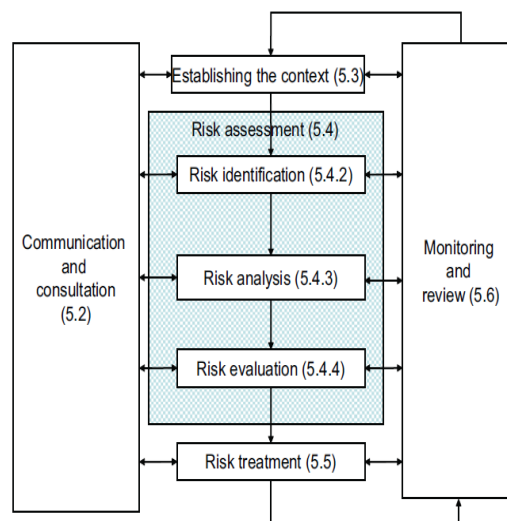 Establishing the context (5.3)
Risk assessment (5.4)
Risk identification (5.4.2)
Communication
and
consultation
(5.2)
Risk analysis (5.4.3)
Monitoring
and
review (5.6)
Risk evaluation (5.4.4)
Risk treatment (5.5)